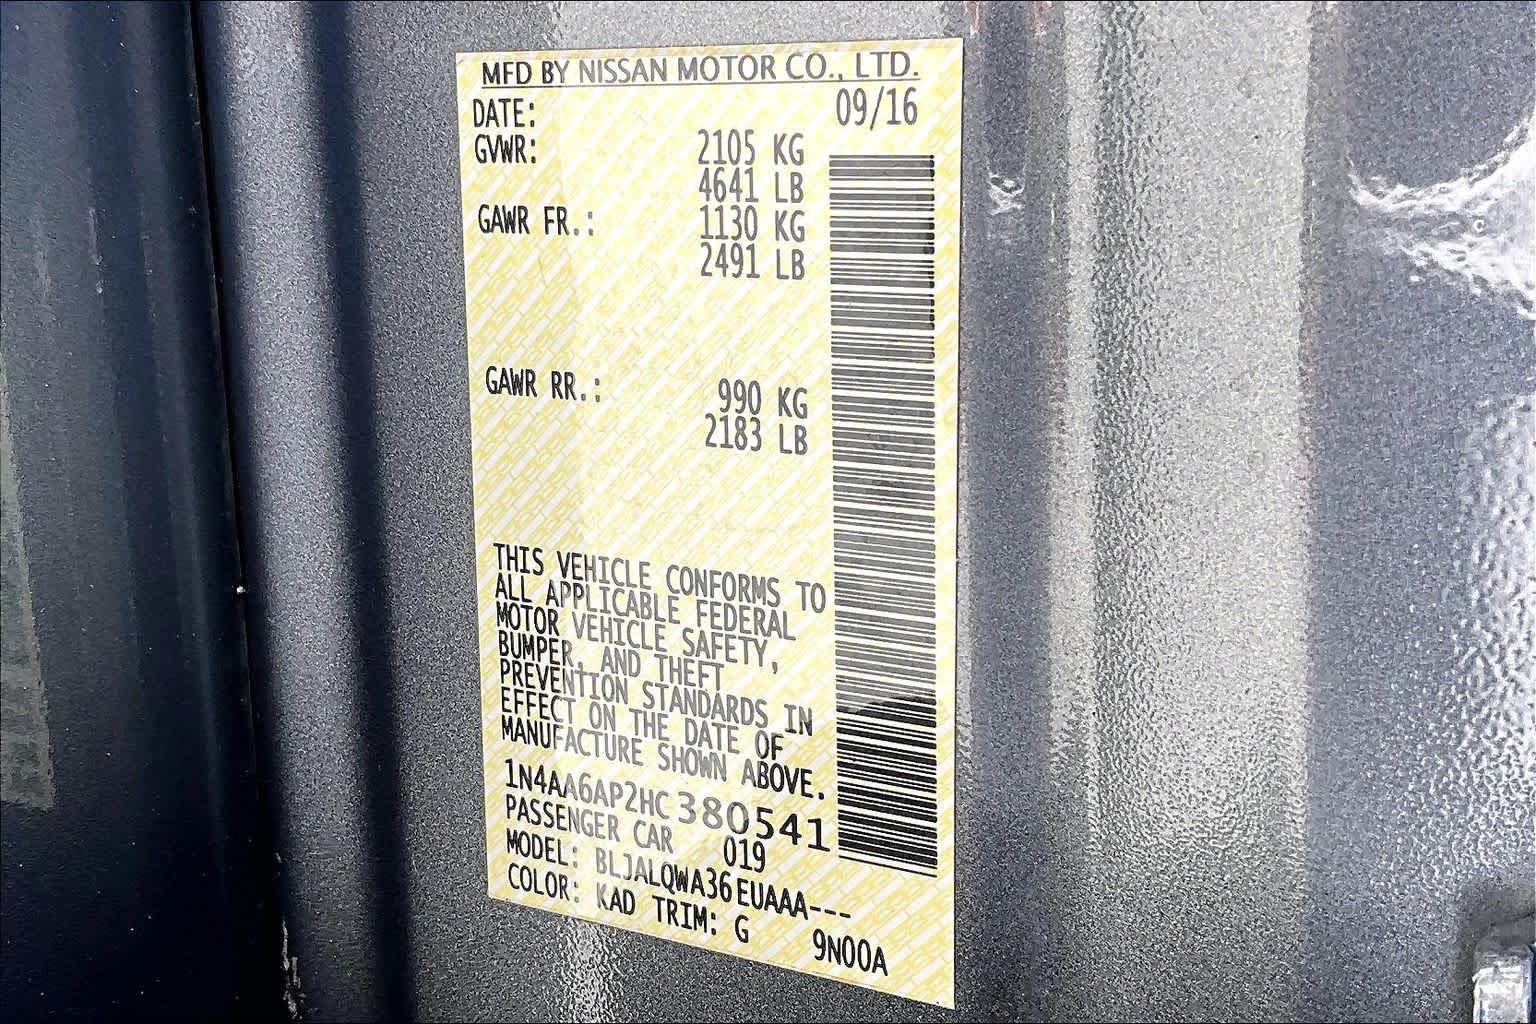 MFD BY NISSAN MOTOR CO., LTD.
DATE: 09/16
GVWR: 2105 KG
4641 LB
GAWR FR.: 1130 KG
2491 LB
GAWR RR.: 990 KG
2183 LB
THIS VEHICLE CONFORMS TO
ALL APPLICABLE FEDERAL
MOTOR VEHICLE SAFETY,
BUMPER, AND THEFT
PREVENTION STANDARDS IN
EFFECT ON THE DATE OF
MANUFACTURE SHOWN ABOVE.
1N4AA6AP2HC380541
PASSENGER CAR 019
MODEL: BLJALQWA36EUAAA---
COLOR: KAD TRIM: G 9N00A